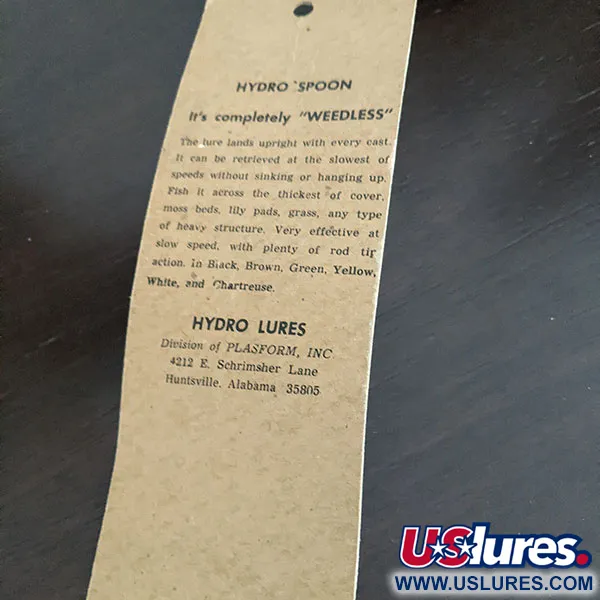 HYDRO SPOON
It's completely "WEEDLESS"
The lure lands upright with every cast.
It can be retrieved at the slowest of
speeds without sinking or hanging up.
Fish it across the thickest of cover,
moss beds, lily pads, grass, any type
of heavy structure. Very effective at
slow speed, with plenty of rod tip
action. In Black, Brown, Green, Yellow,
White, and Chartreuse.
HYDRO LURES
Division of PLASFORM, INC.
4212 E. Schrimsher Lane
Huntsville, Alabama 35805
USlures.
WWW.USLURES.COM